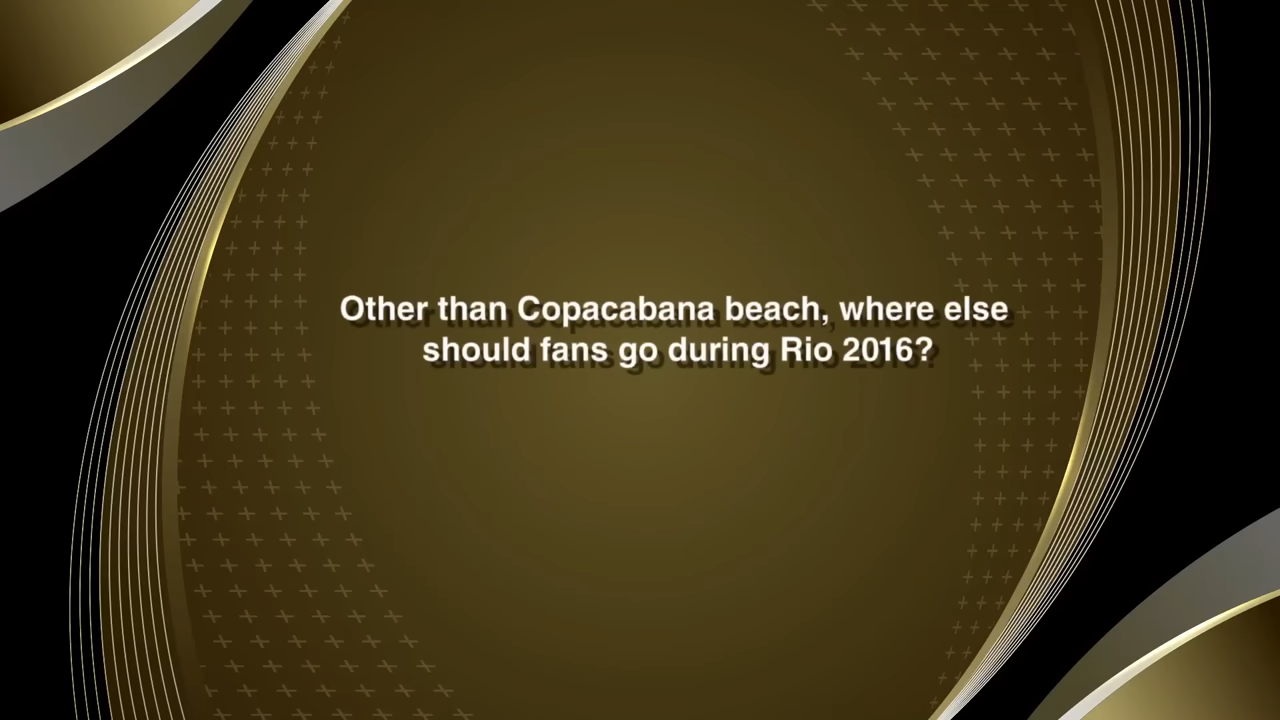 Other than Copacabana beach, where else
should fans go during Rio 2016?